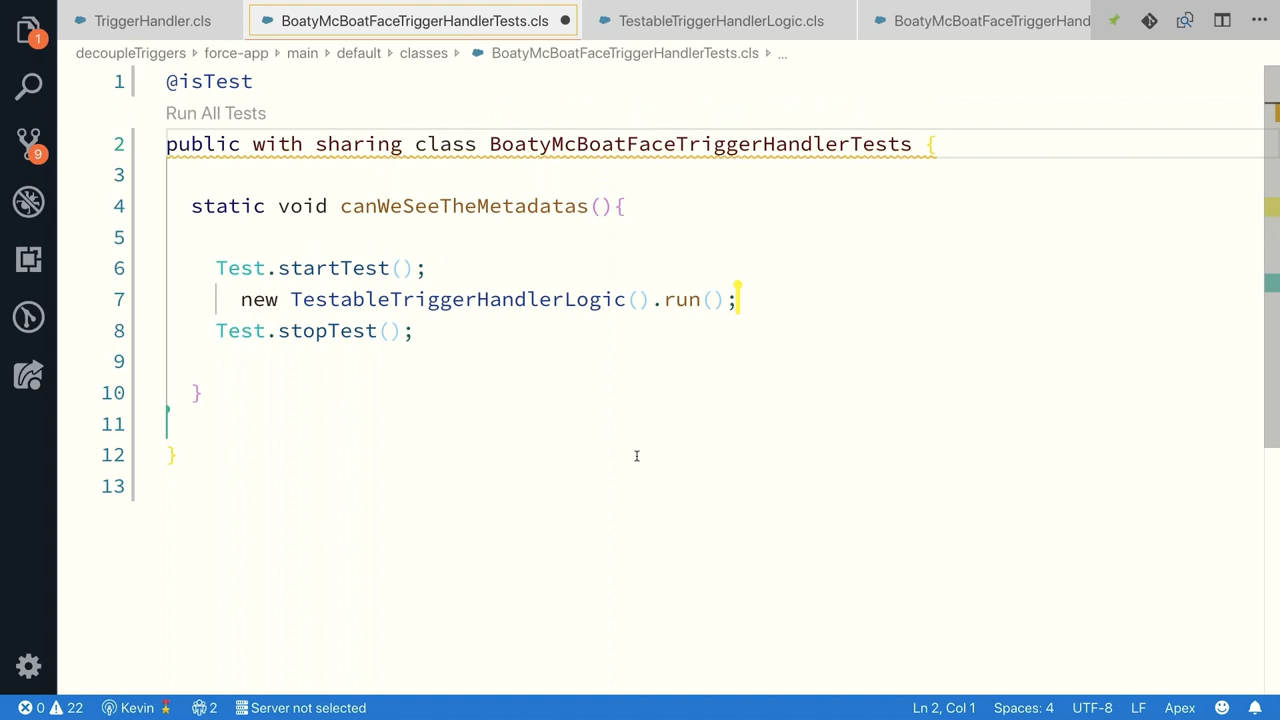 TriggerHandler.cls
BoatyMcBoatFaceTriggerHandlerTests.cls
TestableTriggerHandlerLogic.cls
BoatyMcBoatFaceTriggerHand
decoupleTriggers force-app main default classes BoatyMcBoatFaceTriggerHandlerTests.cls ...
1 @isTest
Run All Tests
2 public with sharing class BoatyMcBoatFaceTriggerHandlerTests {
3
4 static void canWeSeeTheMetadatas(){
5
6 Test.startTest();
7 new TestableTriggerHandlerLogic().run();
8 Test.stopTest();
9
10 }
11
12 }
13
1
9
0 22 Kevin 2 Server not selected Ln 2, Col 1 Spaces: 4 UTF-8 LF Apex